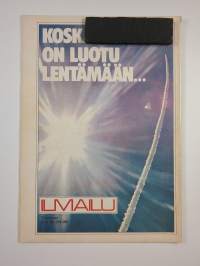 KOSK
ON LUOTU
LENTÄMÄÄN...
ILMAILU